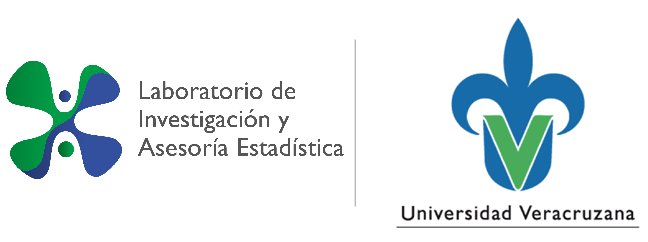 Laboratorio de
Investigación y
Asesoría Estadística
Universidad Veracruzana